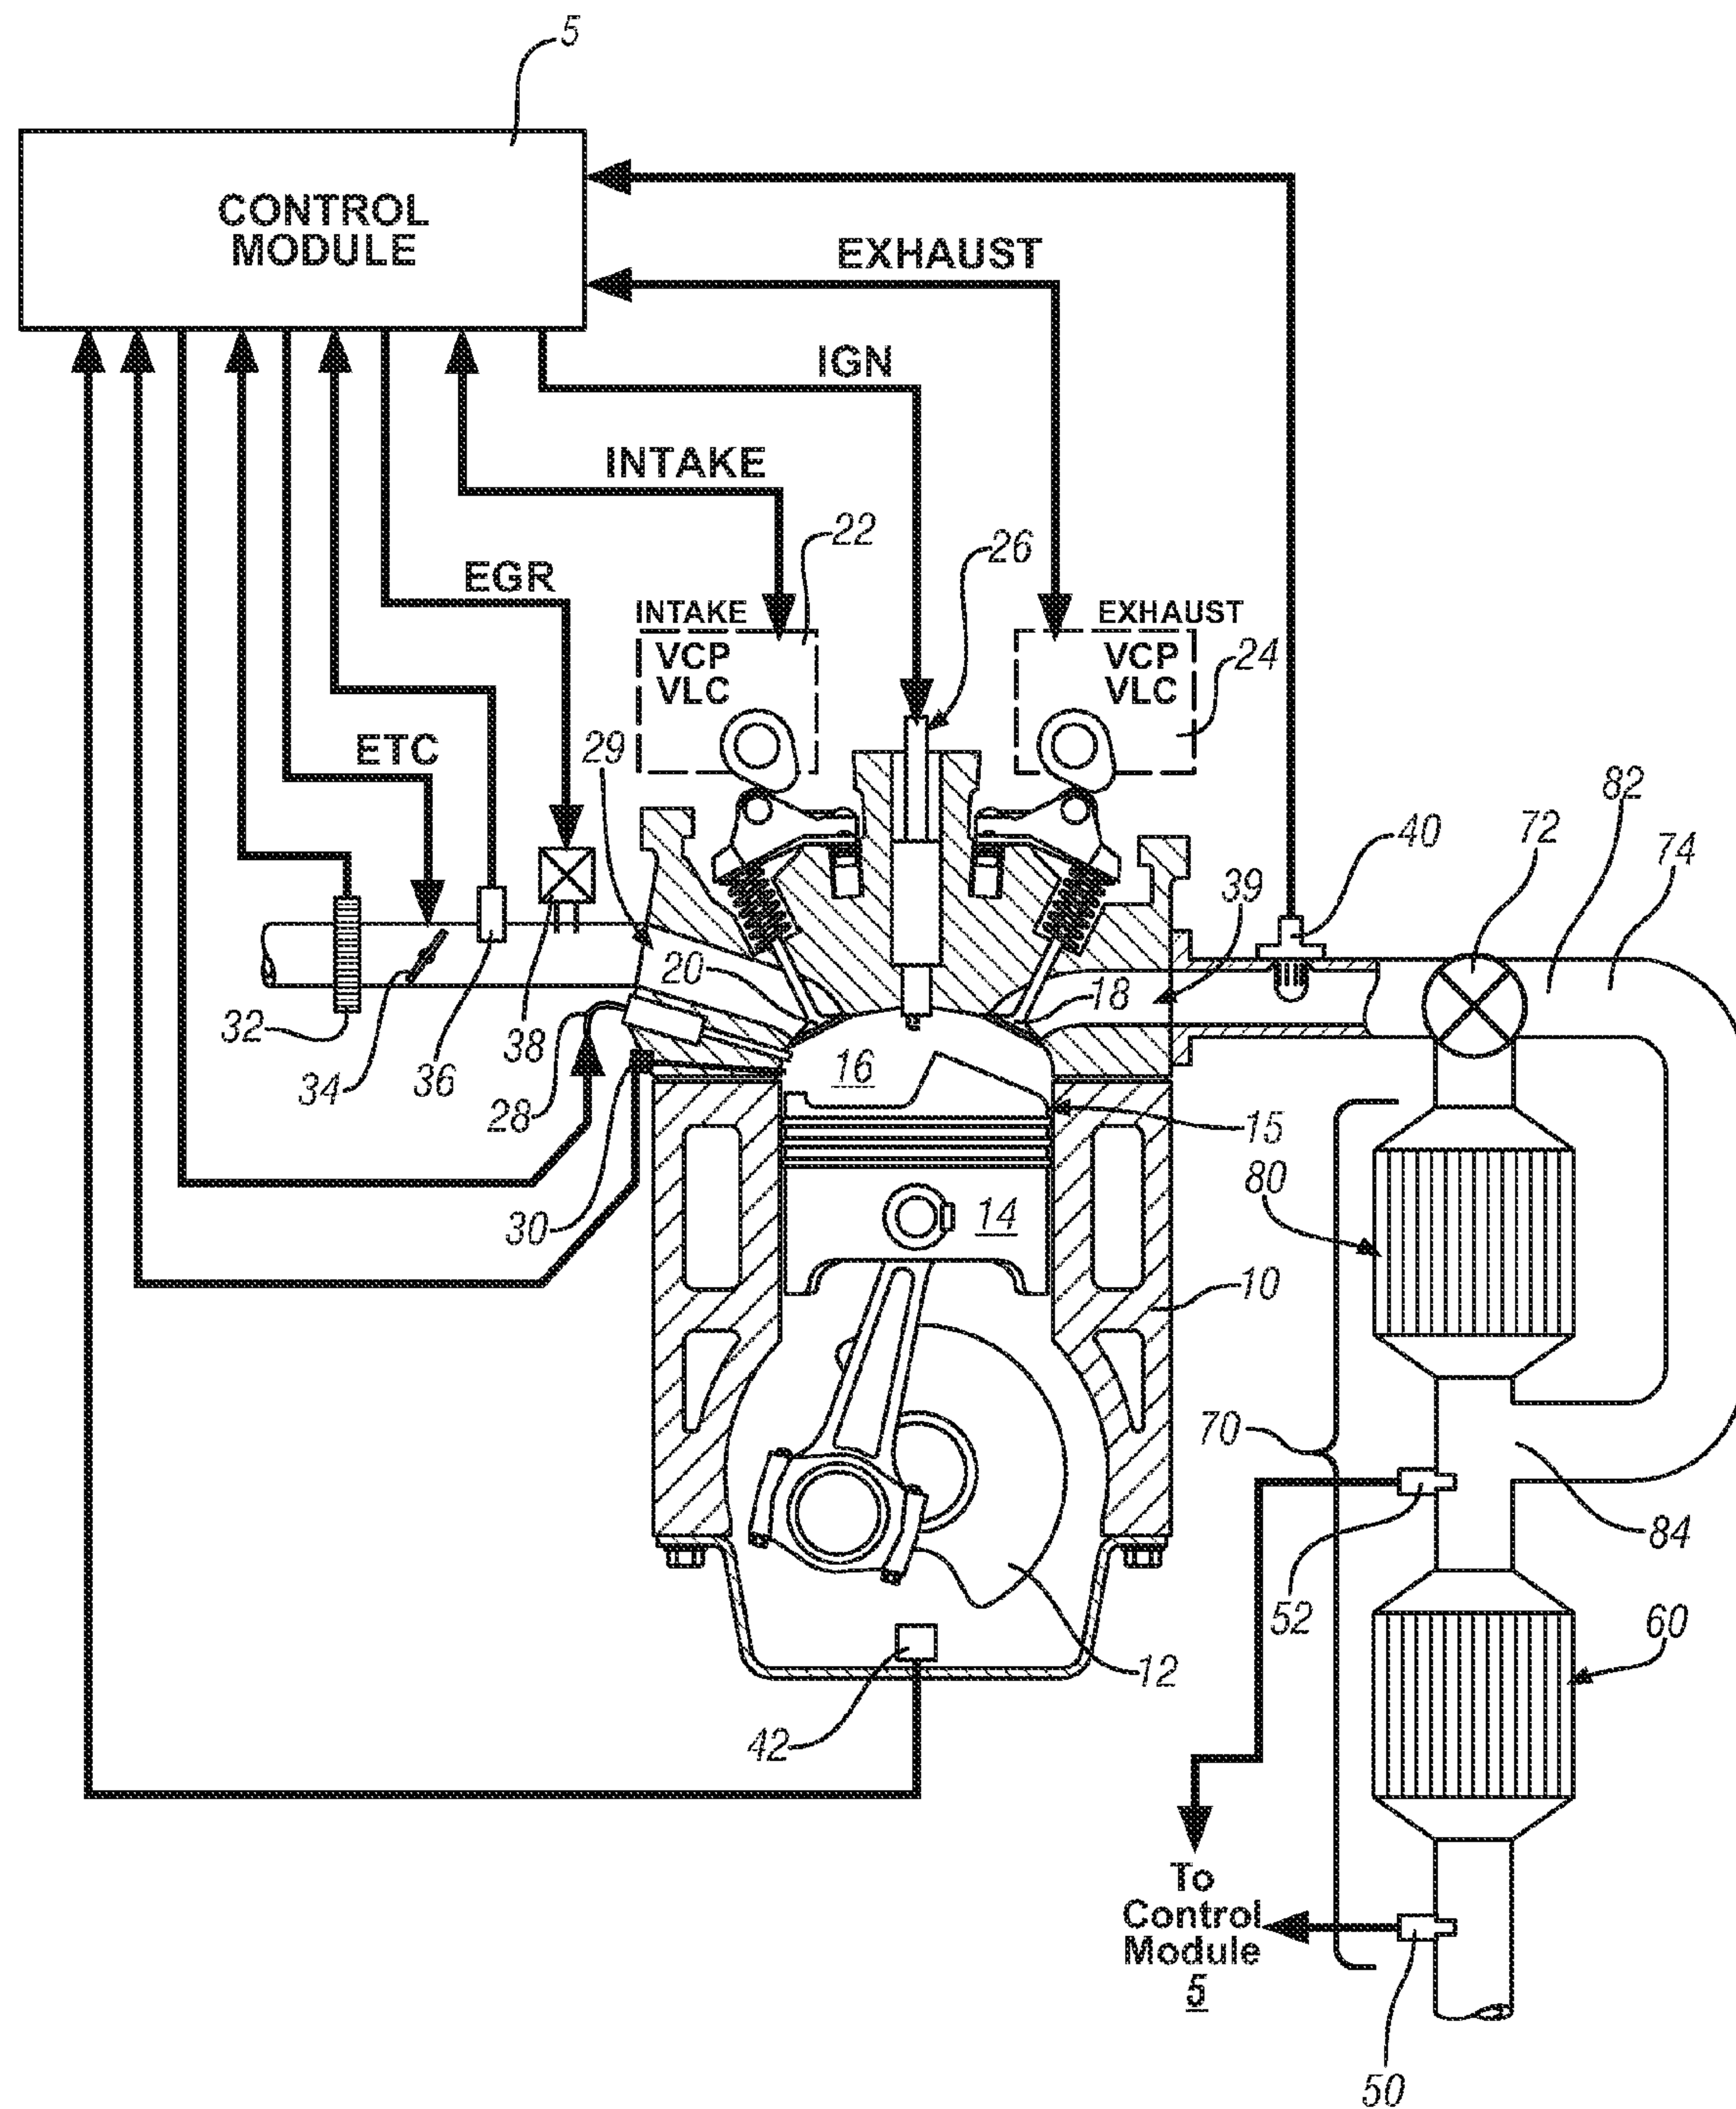 5
CONTROL
MODULE
EXHAUST
IGN
INTAKE
22
26
EGR
INTAKE
VCP
VLC
EXHAUST
VCP
VLC
24
ETC
29
82
72
74
40
39
20
18
32
34
36
38
28
16
15
80
30
14
10
70
84
52
60
12
42
To
Control
Module
5
50